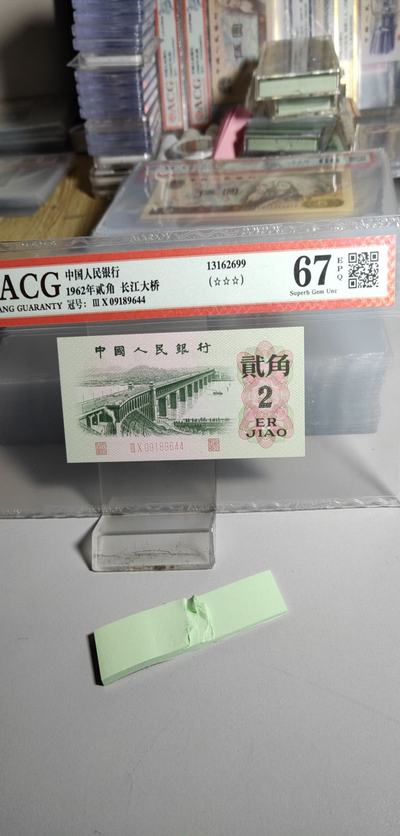 ACG
ACG
ACG
ANG GUARANTY
中国人民银行
1962年贰角 长江大桥
冠号: Ⅲ X 09189644
13162699
(☆☆☆)
67
EPQ
Superb Gem Unc
中國人民銀行
貳角
2
ER
JIAO
Ⅲ X 09189644